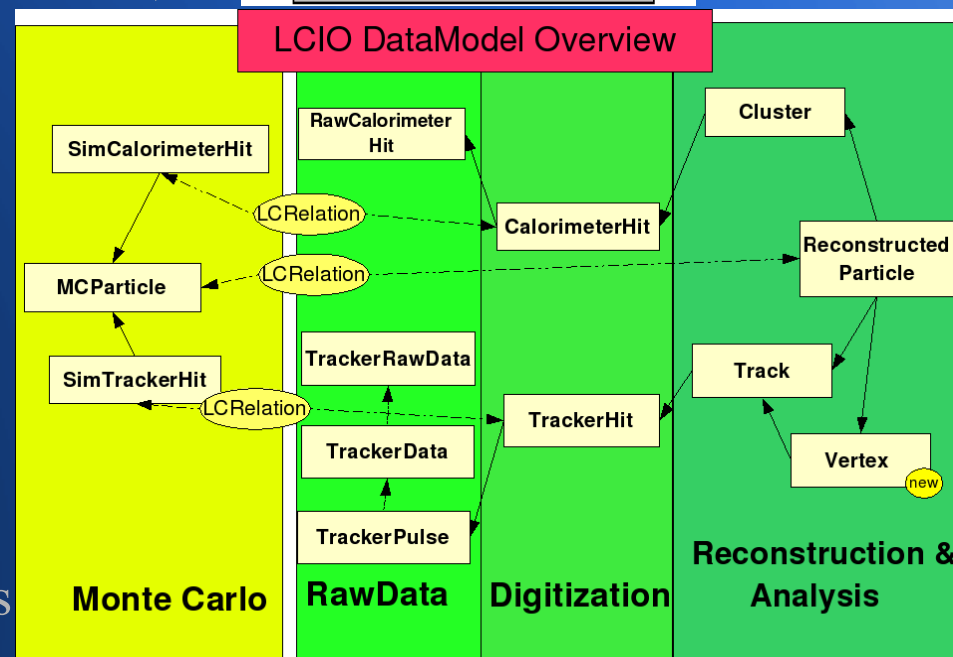 LCIO DataModel Overview
SimCalorimeterHit
MCParticle
SimTrackerHit
LCRelation
LCRelation
LCRelation
RawCalorimeter
Hit
TrackerRawData
TrackerData
TrackerPulse
CalorimeterHit
TrackerHit
Cluster
Reconstructed
Particle
Track
Vertex
new
s
Monte Carlo
RawData
Digitization
Reconstruction &
Analysis